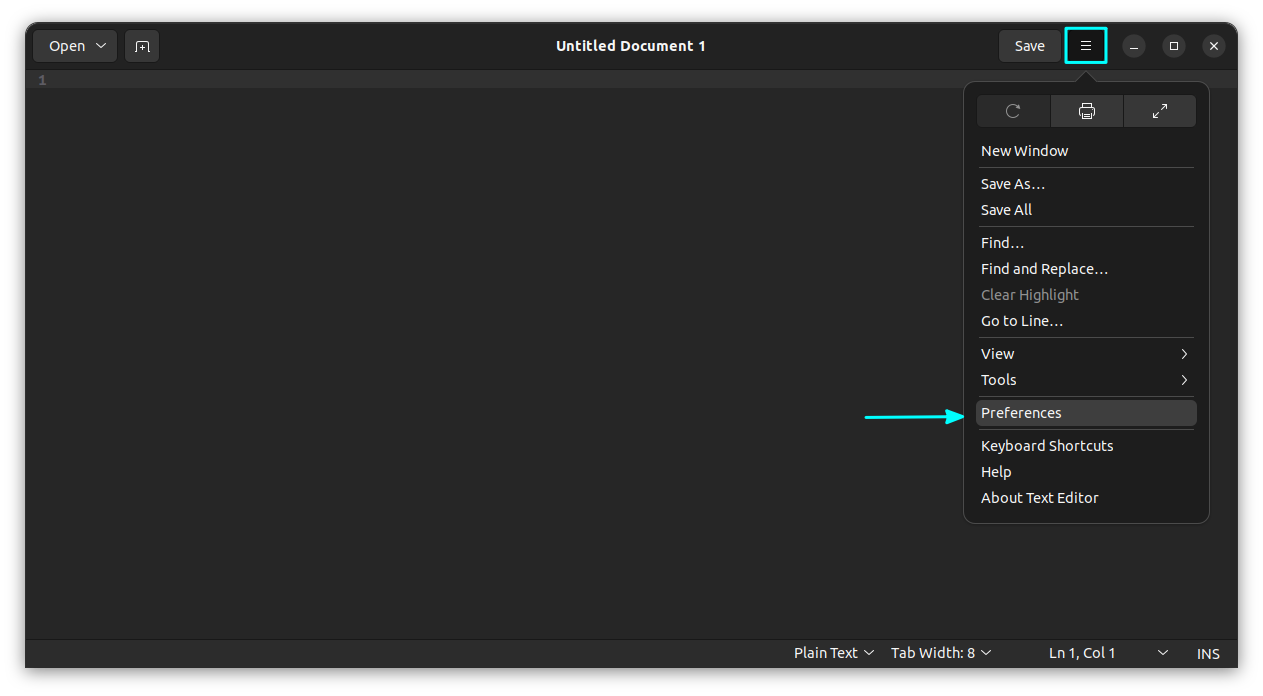 Open
Untitled Document 1
Save
1
New Window
Save As…
Save All
Find…
Find and Replace…
Clear Highlight
Go to Line…
View
Tools
Preferences
Keyboard Shortcuts
Help
About Text Editor
Plain Text
Tab Width: 8
Ln 1, Col 1
INS